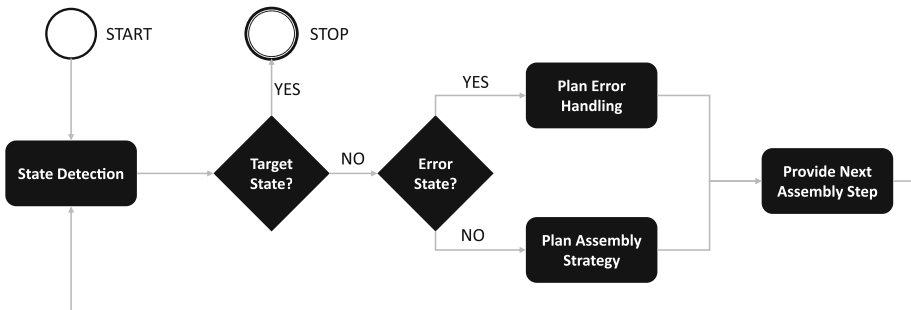 START
STOP
YES
State Detection
Target
State?
NO
Error
State?
YES
Plan Error
Handling
NO
Plan Assembly
Strategy
Provide Next
Assembly Step